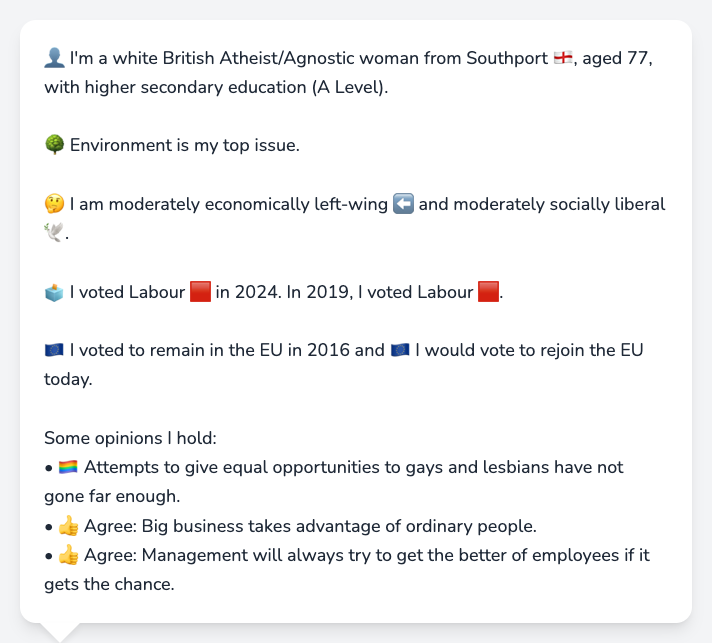 👤 I'm a white British Atheist/Agnostic woman from Southport 🏴󠁧󠁢󠁥󠁮󠁧󠁿, aged 77,
with higher secondary education (A Level).
🌳 Environment is my top issue.
🤔 I am moderately economically left-wing ⬅️ and moderately socially liberal
🕊️.
🗳️ I voted Labour 🟥 in 2024. In 2019, I voted Labour 🟥.
🇪🇺 I voted to remain in the EU in 2016 and 🇪🇺 I would vote to rejoin the EU
today.
Some opinions I hold:
• 🏳️‍🌈 Attempts to give equal opportunities to gays and lesbians have not
gone far enough.
• 👍 Agree: Big business takes advantage of ordinary people.
• 👍 Agree: Management will always try to get the better of employees if it
gets the chance.